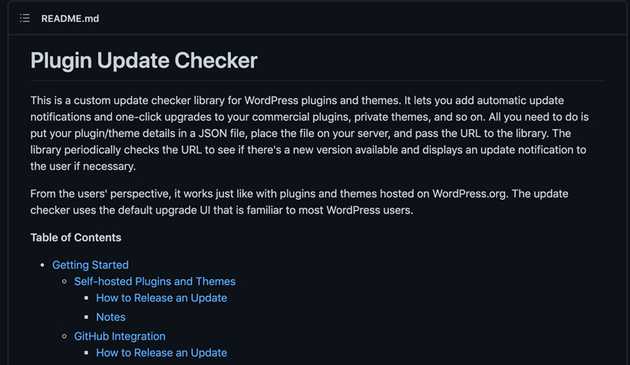 README.md
Plugin Update Checker
This is a custom update checker library for WordPress plugins and themes. It lets you add automatic update
notifications and one-click upgrades to your commercial plugins, private themes, and so on. All you need to do is
put your plugin/theme details in a JSON file, place the file on your server, and pass the URL to the library. The
library periodically checks the URL to see if there's a new version available and displays an update notification to
the user if necessary.
From the users' perspective, it works just like with plugins and themes hosted on WordPress.org. The update
checker uses the default upgrade UI that is familiar to most WordPress users.
Table of Contents
Getting Started
Self-hosted Plugins and Themes
How to Release an Update
Notes
GitHub Integration
How to Release an Update